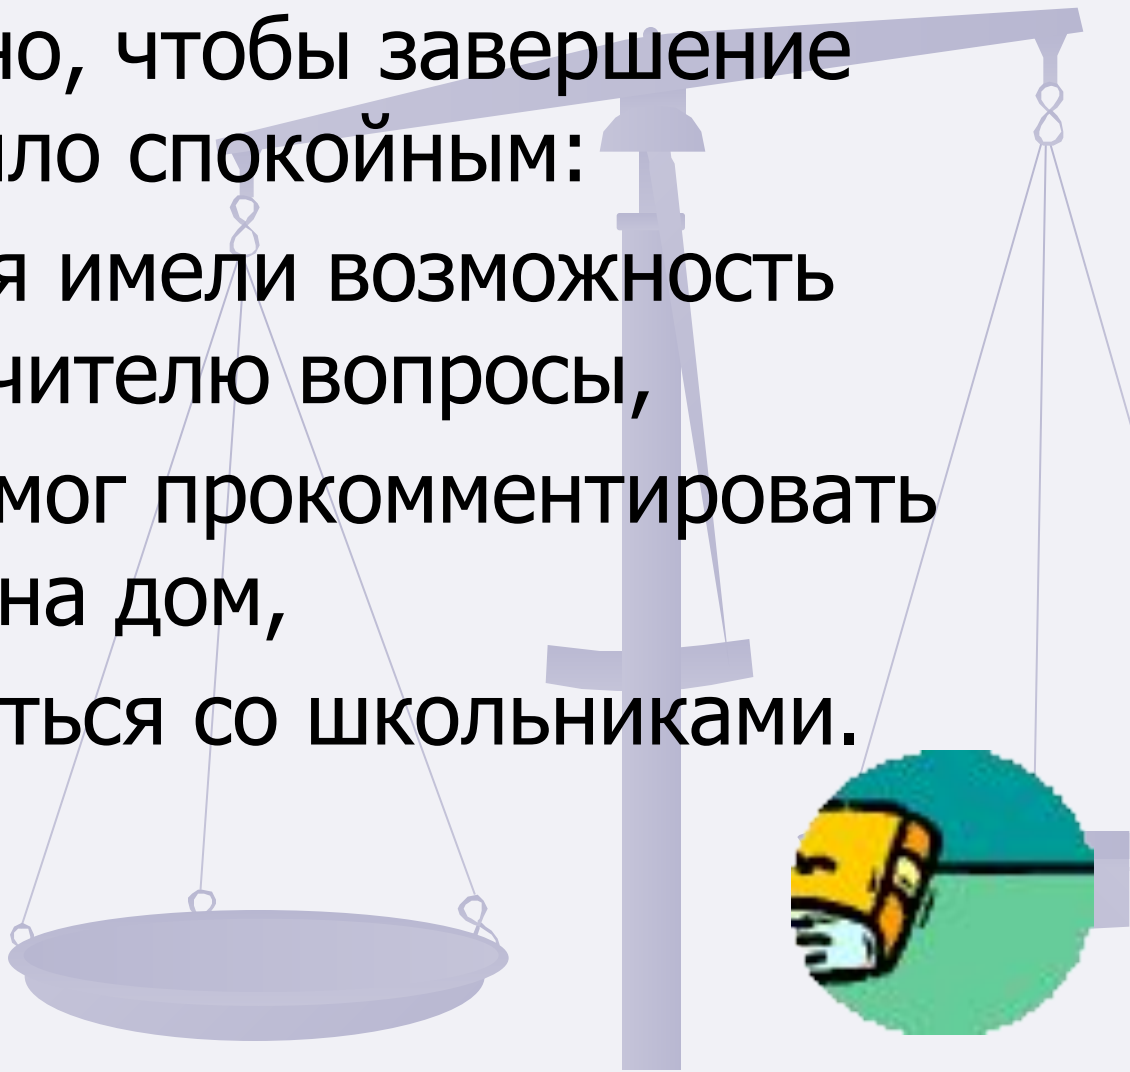 но, чтобы завершение
ло спокойным:
я имели возможность
чителю вопросы,
мог прокомментировать
на дом,
ться со школьниками.